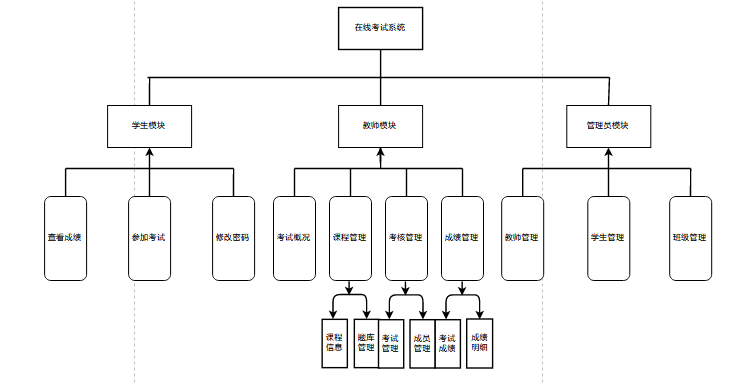 在线考试系统
学生模块
教师模块
管理员模块
查看成绩
参加考试
修改密码
考试概况
课程管理
考核管理
成绩管理
教师管理
学生管理
班级管理
课程
信息
题库
管理
考试
管理
成员
管理
考试
成绩
成绩
明细